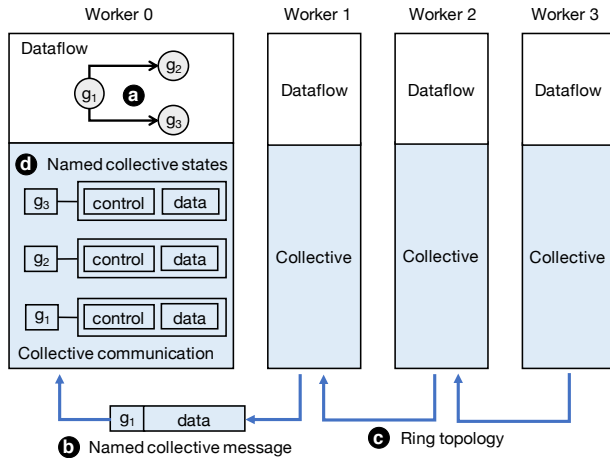 Worker 0
Worker 1
Worker 2
Worker 3
Dataflow
g1
g2
g3
a
Dataflow
Dataflow
Dataflow
d Named collective states
g3 control data
g2 control data
g1 control data
Collective communication
Collective
Collective
Collective
g1 data
b Named collective message
c Ring topology